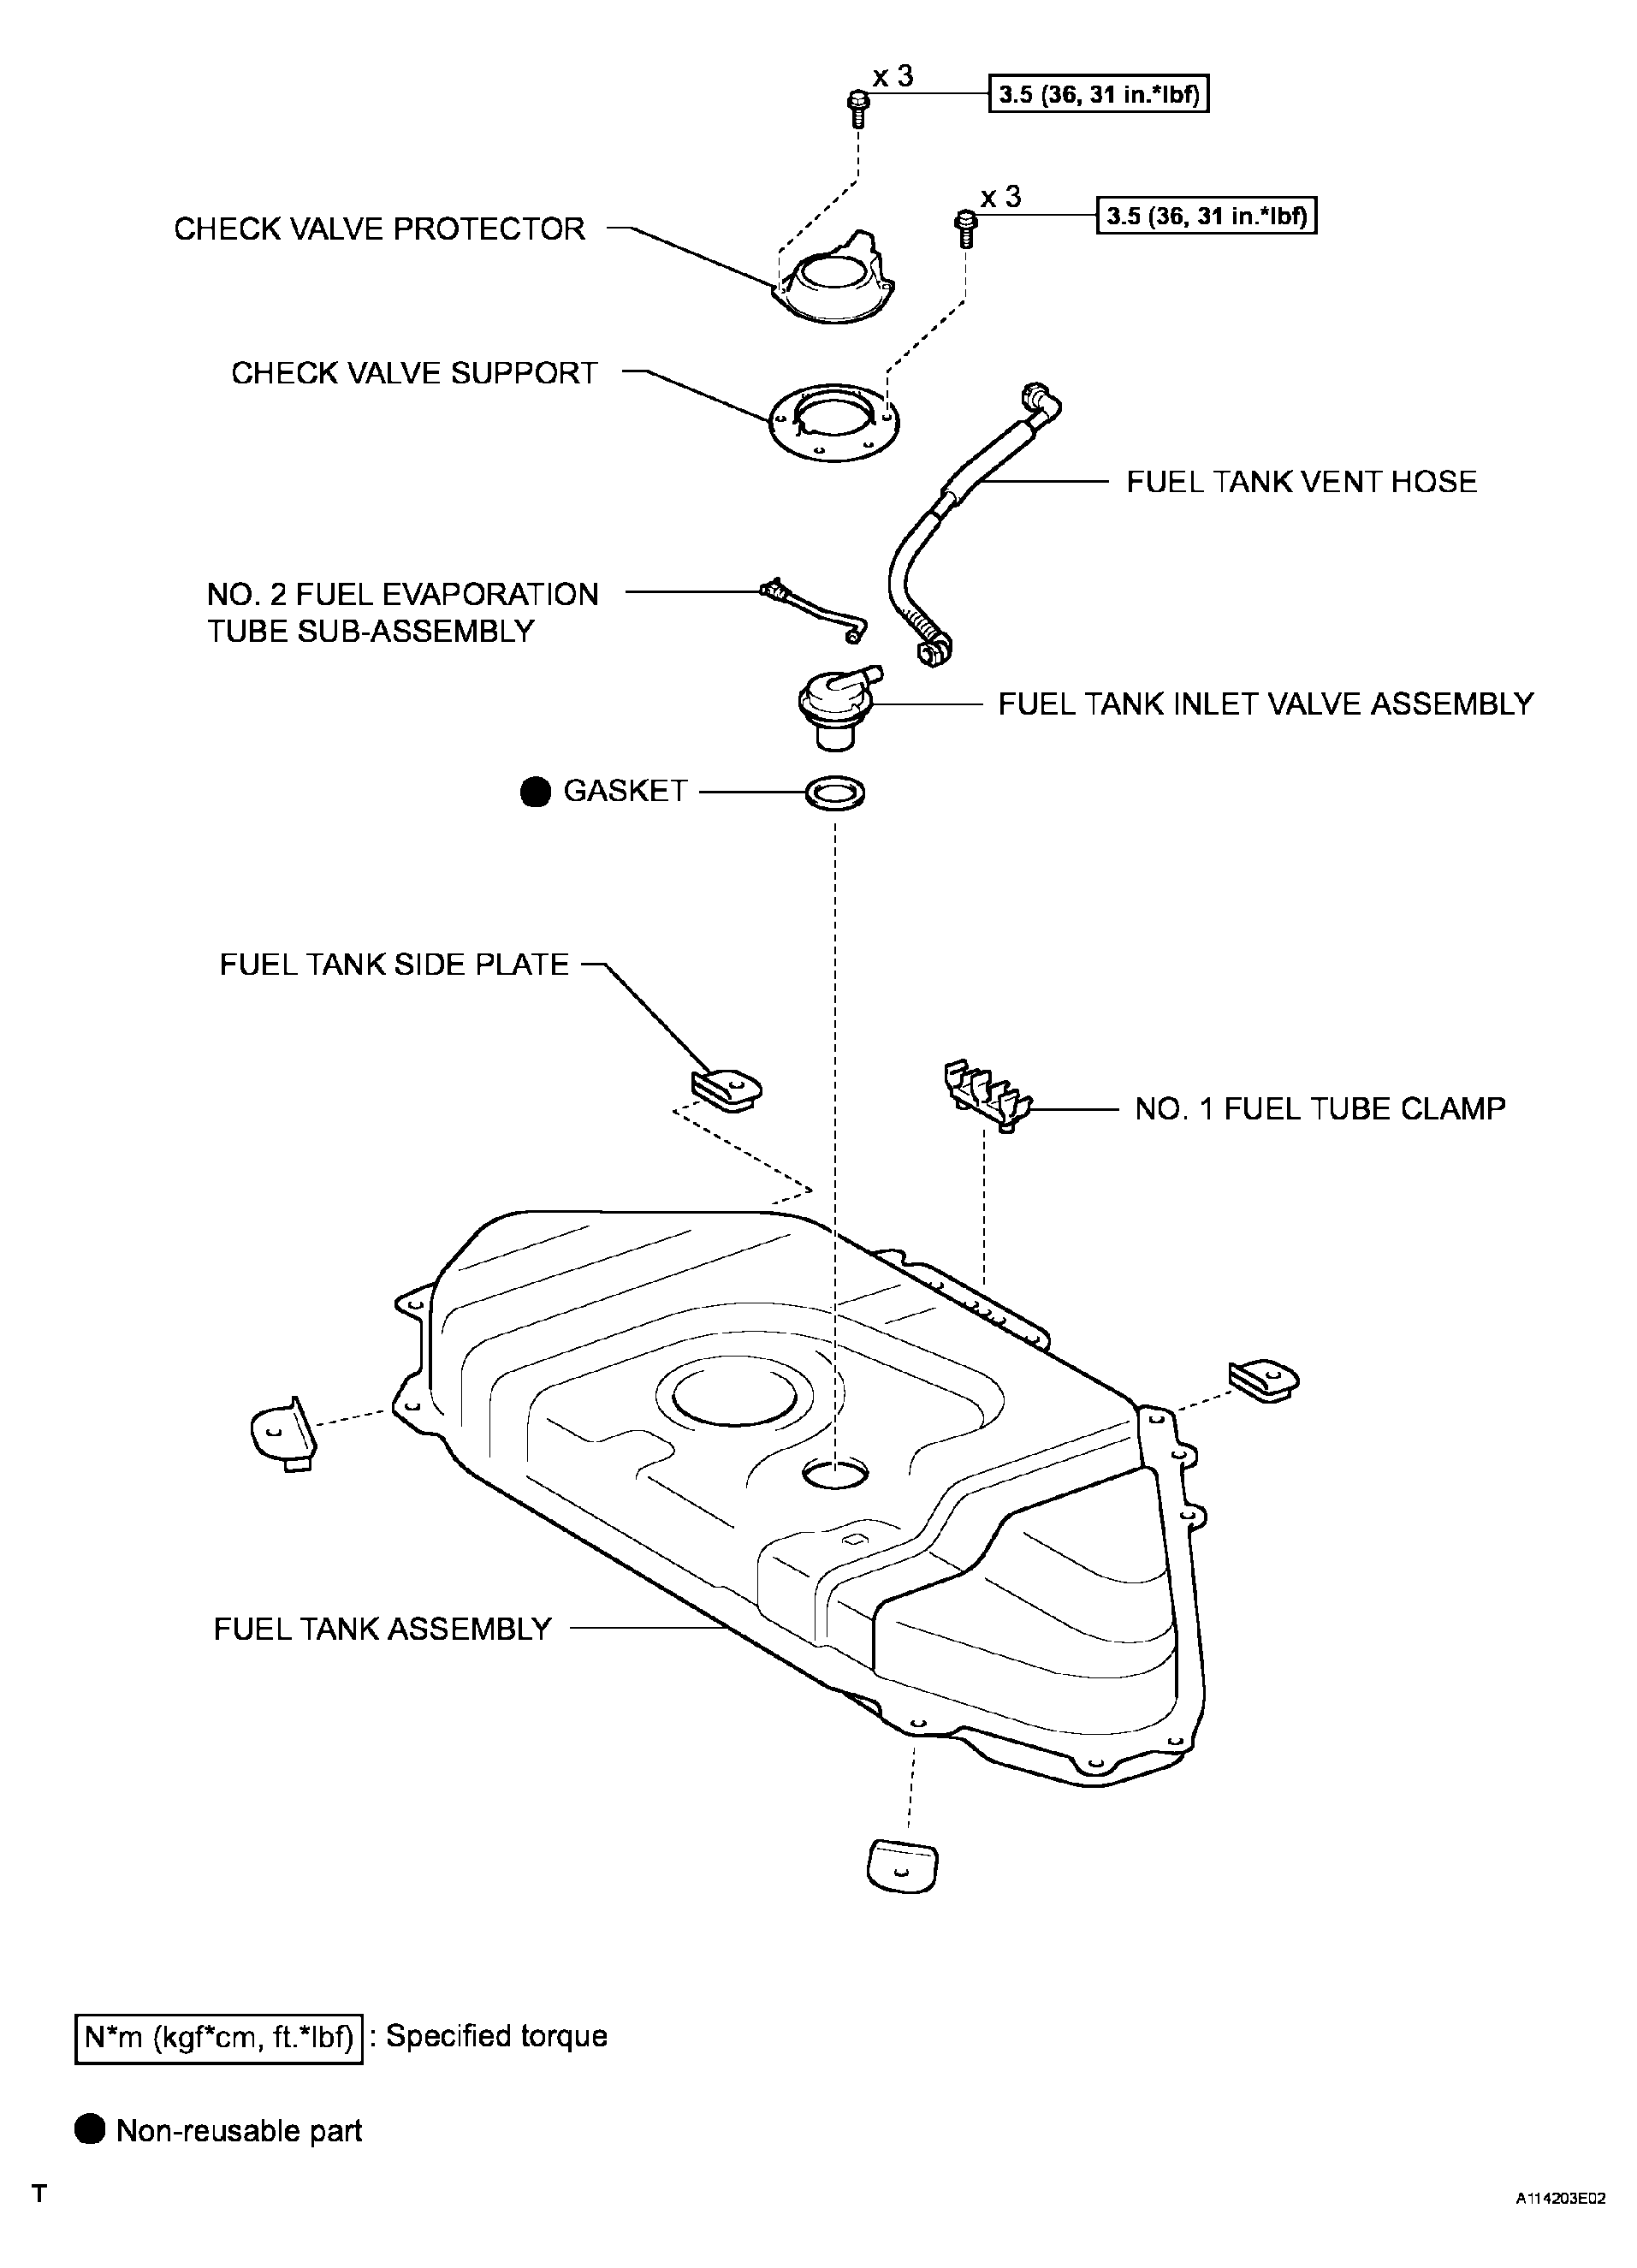 x 3
3.5 (36, 31 in.*lbf)
x 3
3.5 (36, 31 in.*lbf)
CHECK VALVE PROTECTOR
CHECK VALVE SUPPORT
FUEL TANK VENT HOSE
NO. 2 FUEL EVAPORATION
TUBE SUB-ASSEMBLY
FUEL TANK INLET VALVE ASSEMBLY
GASKET
FUEL TANK SIDE PLATE
NO. 1 FUEL TUBE CLAMP
FUEL TANK ASSEMBLY
N*m (kgf*cm, ft.*lbf) : Specified torque
Non-reusable part
T
A114203E02